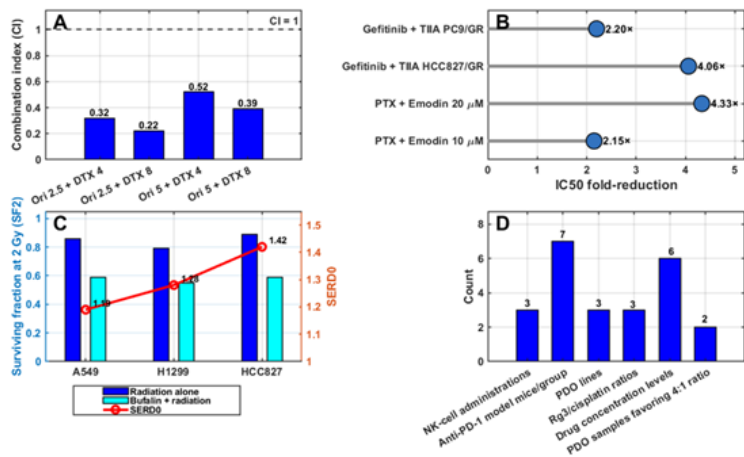 A
CI = 1
Combination index (CI)
1
0.8
0.6
0.4
0.2
0
0.32
0.22
0.52
0.39
Ori 2.5 + DTX 4
Ori 2.5 + DTX 8
Ori 5 + DTX 4
Ori 5 + DTX 8
B
Gefitinib + TIIA PC9/GR
2.20×
Gefitinib + TIIA HCC827/GR
4.06×
PTX + Emodin 20 μM
4.33×
PTX + Emodin 10 μM
2.15×
0 1 2 3 4 5
IC50 fold-reduction
C
Surviving fraction at 2 Gy (SF2)
1
0.8
0.6
0.4
0.2
0
1.19
1.28
1.42
1.5
1.4
1.3
1.2
1.1
1
SERD0
A549 H1299 HCC827
Radiation alone
Bufalin + radiation
SERD0
D
Count
8
6
4
2
0
3
7
3
3
6
2
NK-cell administrations
Anti-PD-1 model mice/group
PDO lines
Rg3/cisplatin ratios
Drug concentration levels
PDO samples favoring 4:1 ratio